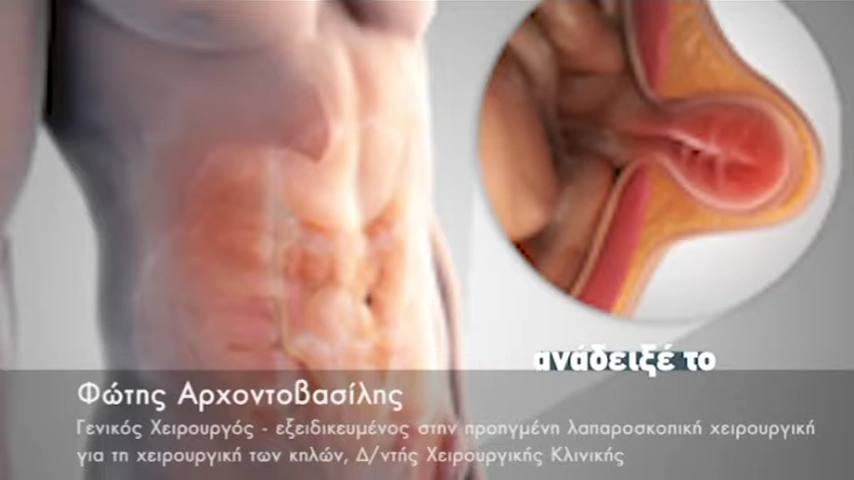 ανάδειξέ το
Φώτης Αρχοντοβασίλης
Γενικός Χειρουργός - εξειδικευμένος στην προηγμένη λαπαροσκοπική χειρουργική
για τη χειρουργική των κηλών, Δ/ντής Χειρουργικής Κλινικής